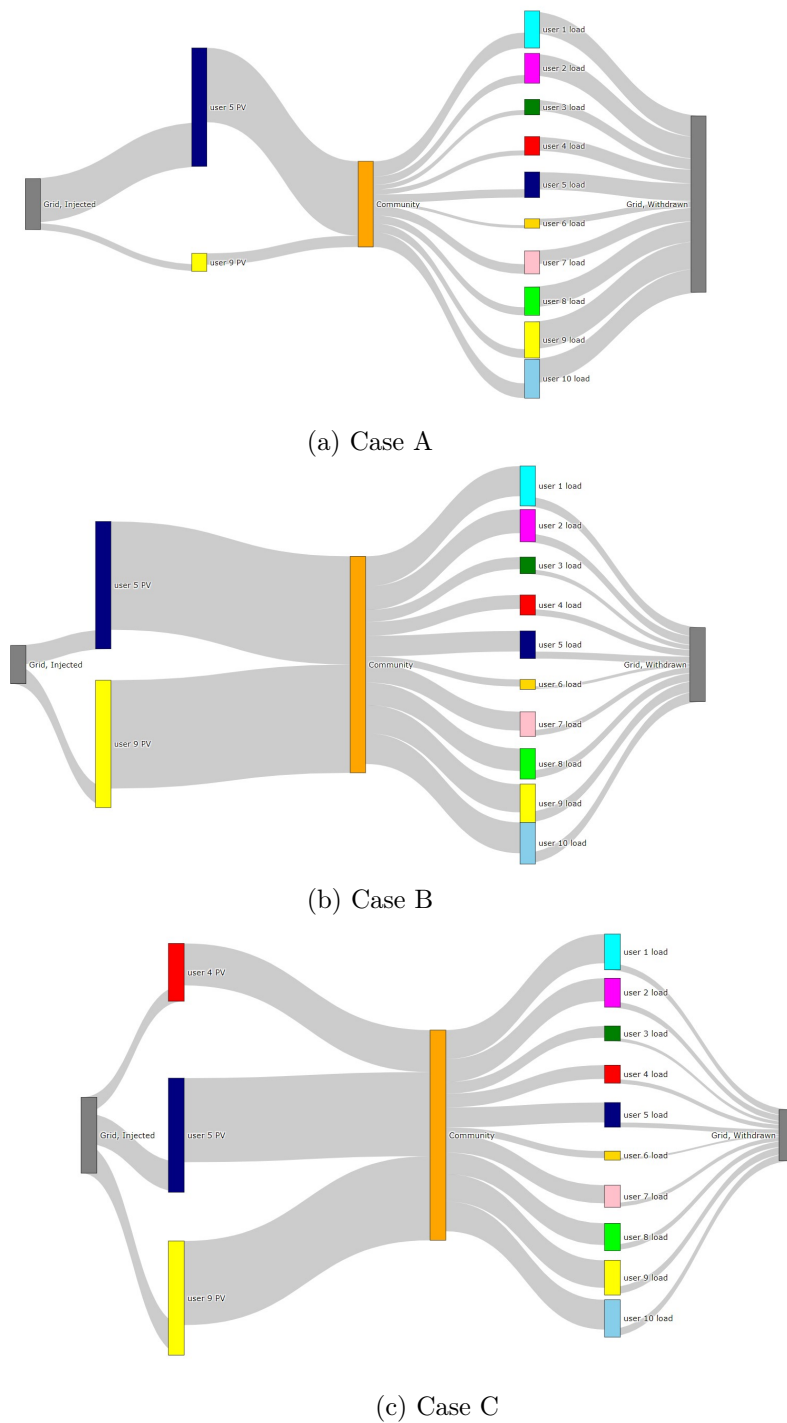 user 1 load
user 2 load
user 5 PV
user 3 load
user 4 load
user 5 load
Grid, Injected
Community
Grid, Withdrawn
user 6 load
user 9 PV
user 7 load
user 8 load
user 9 load
user 10 load
(a) Case A
user 1 load
user 2 load
user 3 load
user 5 PV
user 4 load
user 5 load
Grid, Injected
Community
Grid, Withdrawn
user 6 load
user 7 load
user 9 PV
user 8 load
user 9 load
user 10 load
(b) Case B
user 1 load
user 4 PV
user 2 load
user 3 load
user 4 load
user 5 load
Grid, Injected
user 5 PV
Community
Grid, Withdrawn
user 6 load
user 7 load
user 8 load
user 9 load
user 9 PV
user 10 load
(c) Case C